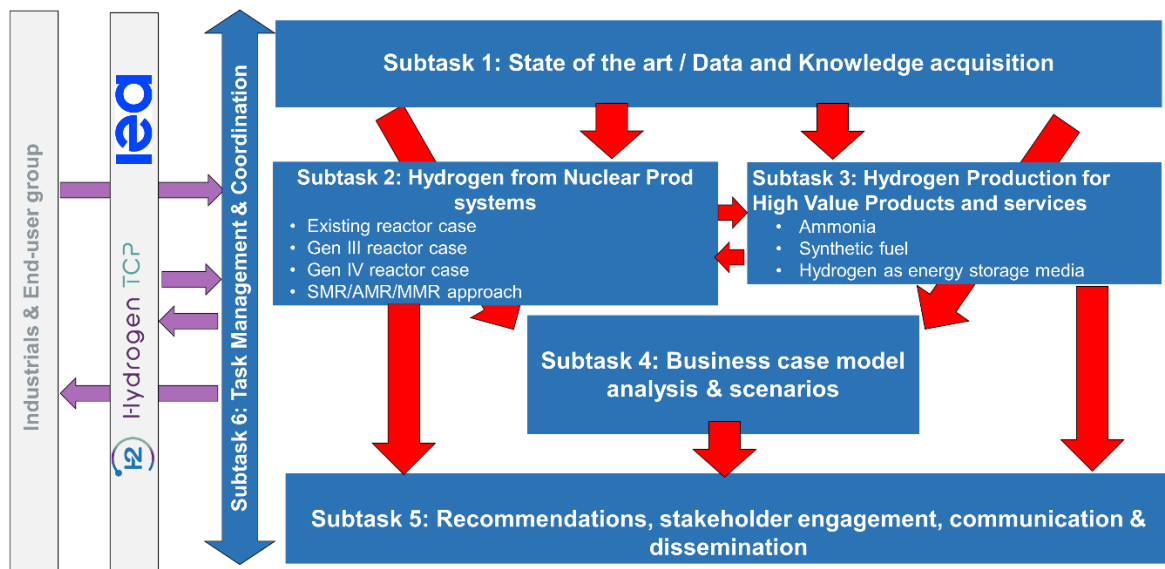 Industrials & End-user group
iea
Hydrogen TCP
H2
Subtask 6: Task Management & Coordination
Subtask 1: State of the art / Data and Knowledge acquisition
Subtask 2: Hydrogen from Nuclear Prod
systems
• Existing reactor case
• Gen III reactor case
• Gen IV reactor case
• SMR/AMR/MMR approach
Subtask 3: Hydrogen Production for
High Value Products and services
• Ammonia
• Synthetic fuel
• Hydrogen as energy storage media
Subtask 4: Business case model
analysis & scenarios
Subtask 5: Recommendations, stakeholder engagement, communication &
dissemination